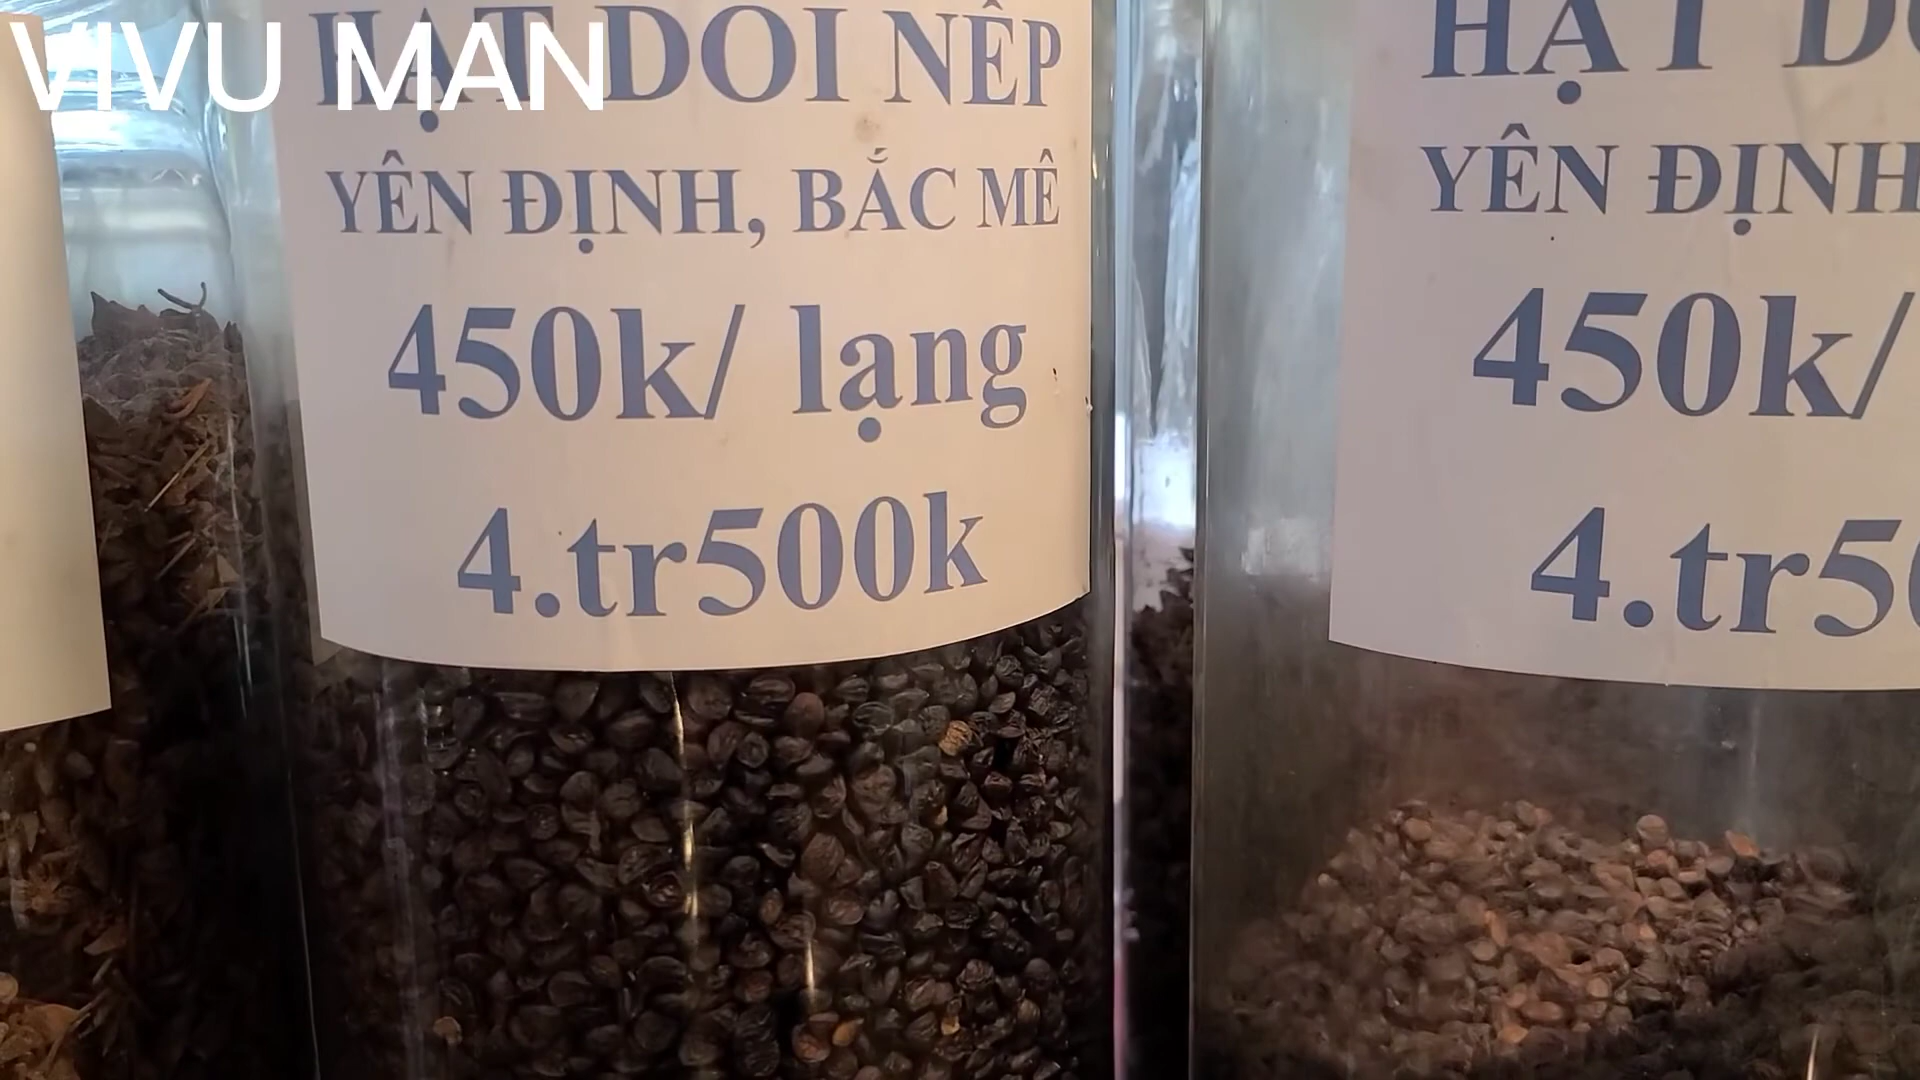 VIVU MAN
HẠT DOI NẾP
YÊN ĐỊNH, BẮC MÊ
450k/ lạng
4.tr500k
HẠT
YÊN ĐỊNH
450k/
4.tr5